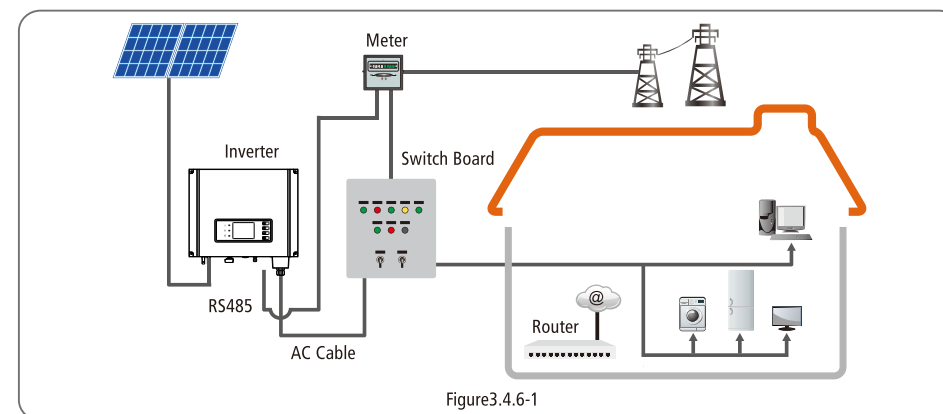 Meter
Inverter
Switch Board
@
RS485
Router
AC Cable
Figure3.4.6-1